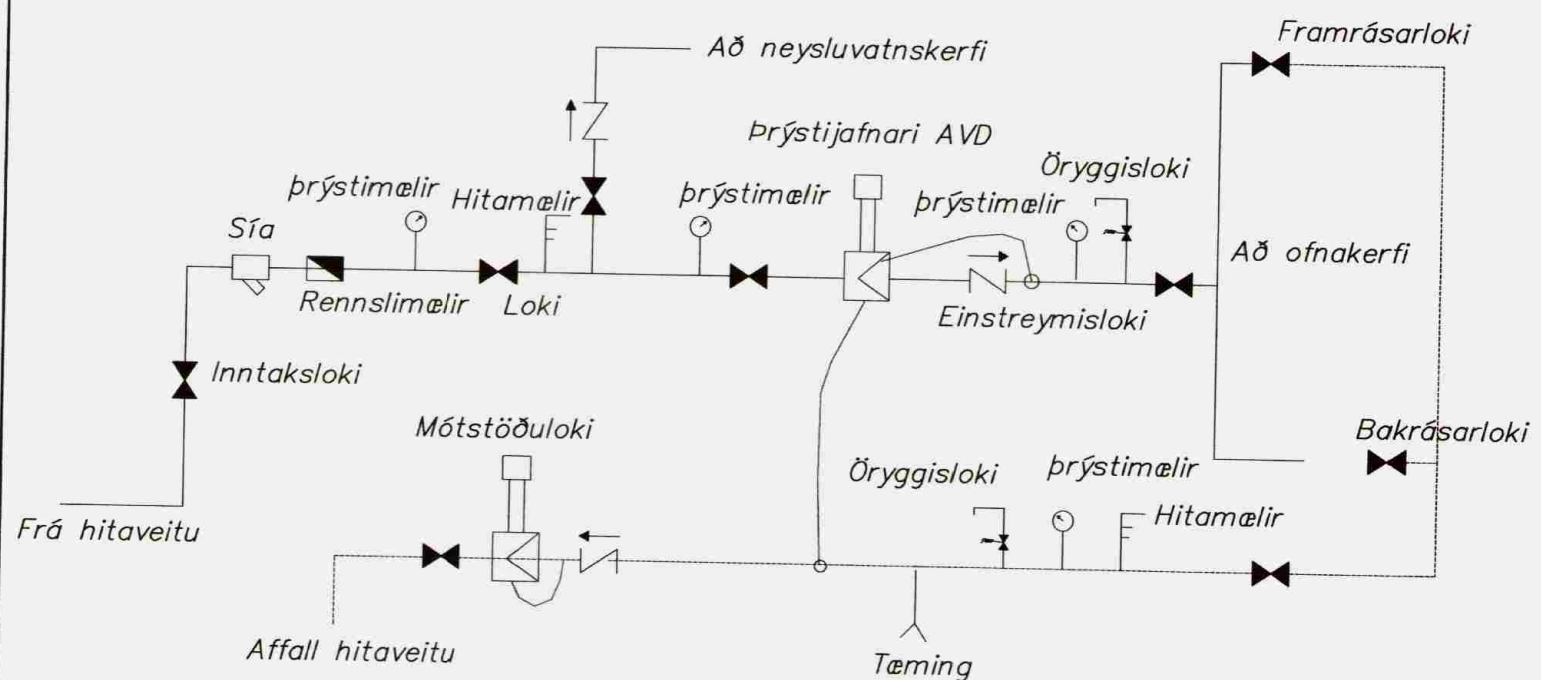 Framrásarloki
Að neysluvatnskerfi
Þrýstijafnari AVD
Öryggisloki
þrýstimælir
Hitamælir
þrýstimælir
þrýstimælir
Sía
Að ofnakerfi
Rennslimælir
Loki
Einstreymisloki
Inntaksloki
Mótstöðuloki
Bakrásarloki
Öryggisloki
þrýstimælir
Hitamælir
Frá hitaveitu
Affall hitaveitu
Tæming